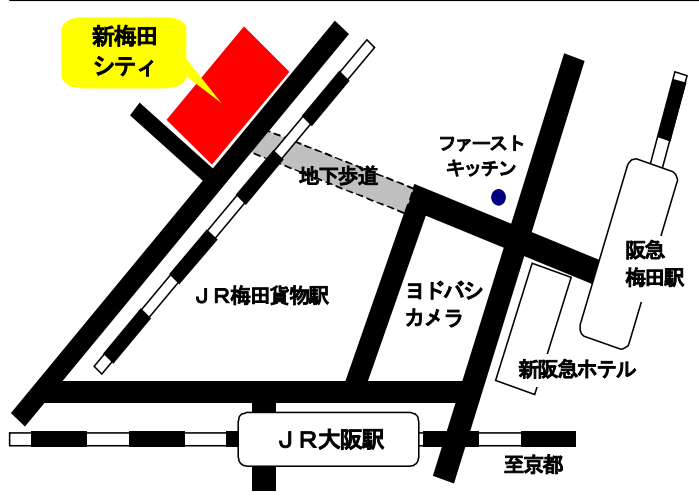 新梅田
シティ
ファースト
キッチン
地下歩道
阪急
梅田駅
ＪＲ梅田貨物駅
ヨドバシ
カメラ
新阪急ホテル
ＪＲ大阪駅
至京都